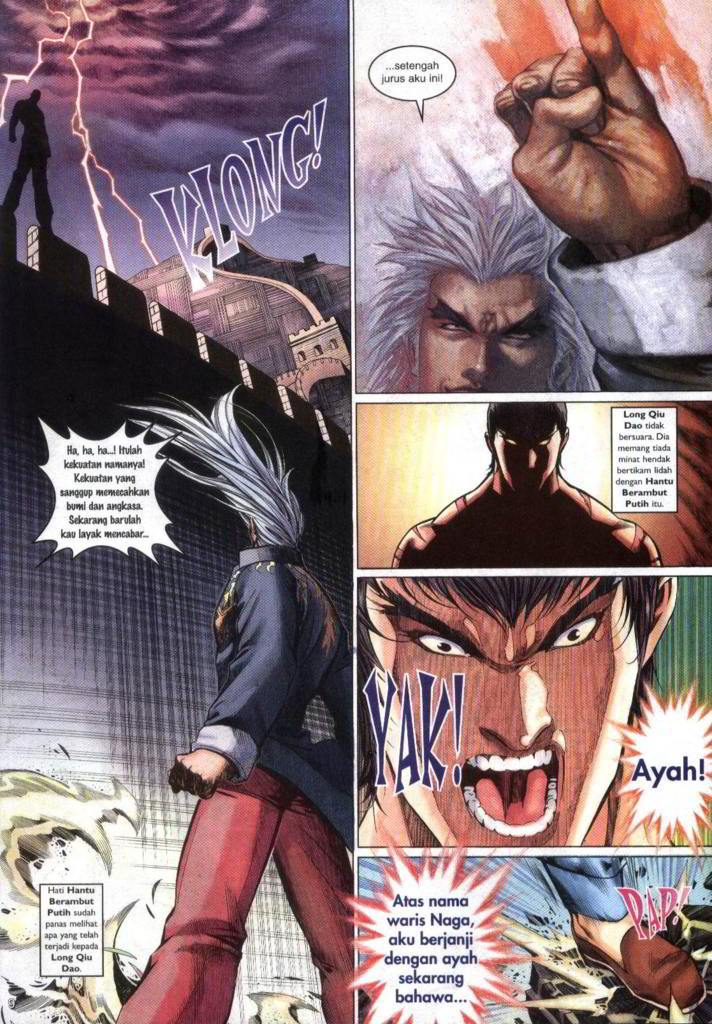 KLONG!
Ha, ha, ha...! Itulah
kekuatan namanya!
Kekuatan yang
sanggup memecahkan
bumi dan angkasa.
Sekarang barulah
kau layak mencabar...
Hati Hantu
Berambut
Putih sudah
panas melihat
apa yang telah
terjadi kepada
Long Qiu
Dao.
...setengah
jurus aku ini!
Long Qiu
Dao tidak
bersuara. Dia
memang tiada
minat hendak
bertikam lidah
dengan Hantu
Berambut
Putih itu.
YAK!
Ayah!
Atas nama
waris Naga,
aku berjanji
dengan ayah
sekarang
bahawa...
PAP!